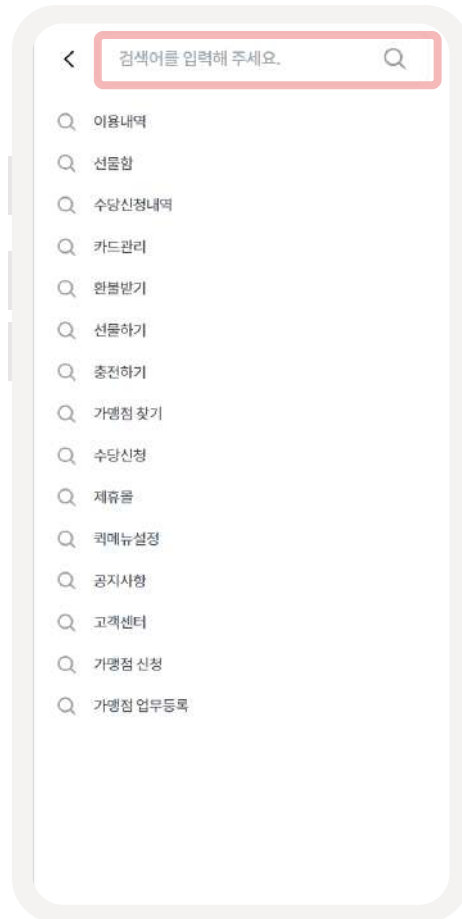 검색어를 입력해 주세요.
이용내역
선물함
수당신청내역
카드관리
환불받기
선물하기
충전하기
가맹점 찾기
수당신청
제휴몰
퀵메뉴설정
공지사항
고객센터
가맹점 신청
가맹점 업무등록